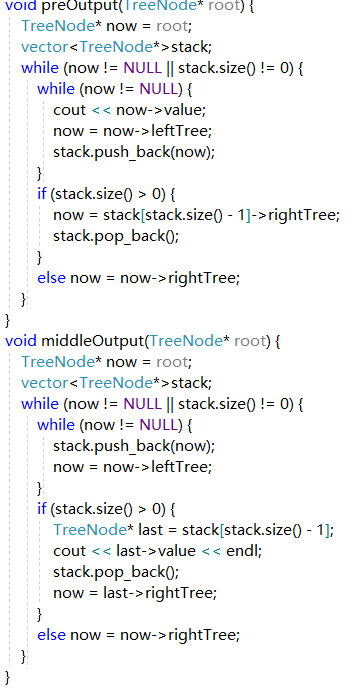 void preOutput(TreeNode* root) {
TreeNode* now = root;
vector<TreeNode*>stack;
while (now != NULL || stack.size() != 0) {
while (now != NULL) {
cout << now->value;
now = now->leftTree;
stack.push_back(now);
}
if (stack.size() > 0) {
now = stack[stack.size() - 1]->rightTree;
stack.pop_back();
}
else now = now->rightTree;
}
}
void middleOutput(TreeNode* root) {
TreeNode* now = root;
vector<TreeNode*>stack;
while (now != NULL || stack.size() != 0) {
while (now != NULL) {
stack.push_back(now);
now = now->leftTree;
}
if (stack.size() > 0) {
TreeNode* last = stack[stack.size() - 1];
cout << last->value << endl;
stack.pop_back();
now = last->rightTree;
}
else now = now->rightTree;
}
}